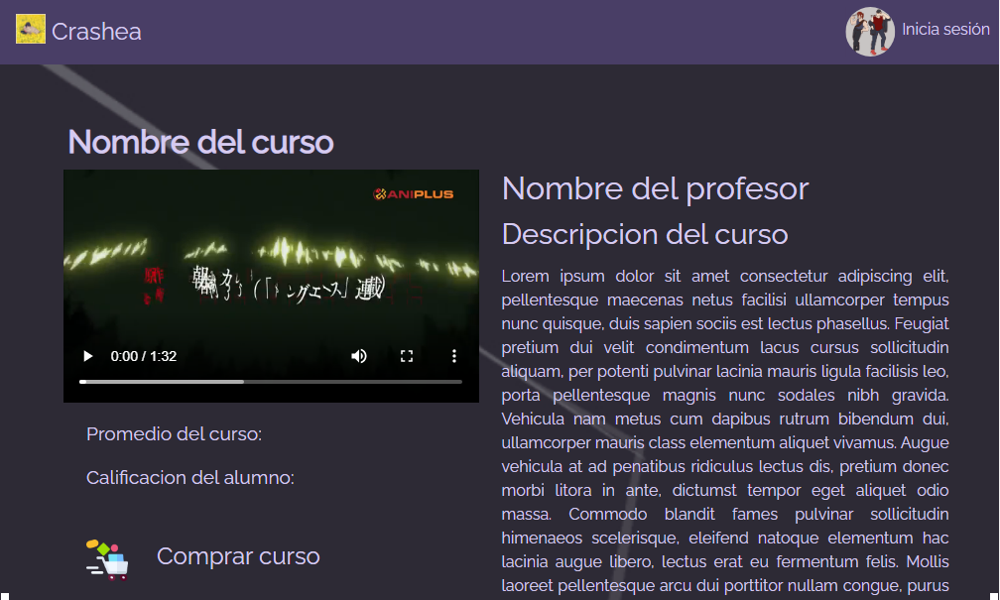 Crashea
Inicia sesión
Nombre del curso
ANIPLUS
ングエース」連載)
0:00 / 1:32
Promedio del curso:
Calificacion del alumno:
Comprar curso
Nombre del profesor
Descripcion del curso
Lorem ipsum dolor sit amet consectetur adipiscing elit,
pellentesque maecenas netus facilisi ullamcorper tempus
nunc quisque, duis sapien sociis est lectus phasellus. Feugiat
pretium dui velit condimentum lacus cursus sollicitudin
aliquam, per potenti pulvinar lacinia mauris ligula facilisis leo,
porta pellentesque magnis nunc sodales nibh gravida.
Vehicula nam metus cum dapibus rutrum bibendum dui,
ullamcorper mauris class elementum aliquet vivamus. Augue
vehicula at ad penatibus ridiculus lectus dis, pretium donec
morbi litora in ante, dictumst tempor eget aliquet odio
massa. Commodo blandit fames pulvinar sollicitudin
himenaeos scelerisque, eleifend natoque elementum hac
lacinia augue libero, lectus erat eu fermentum felis. Mollis
laoreet pellentesque arcu dui porttitor nullam congue, purus